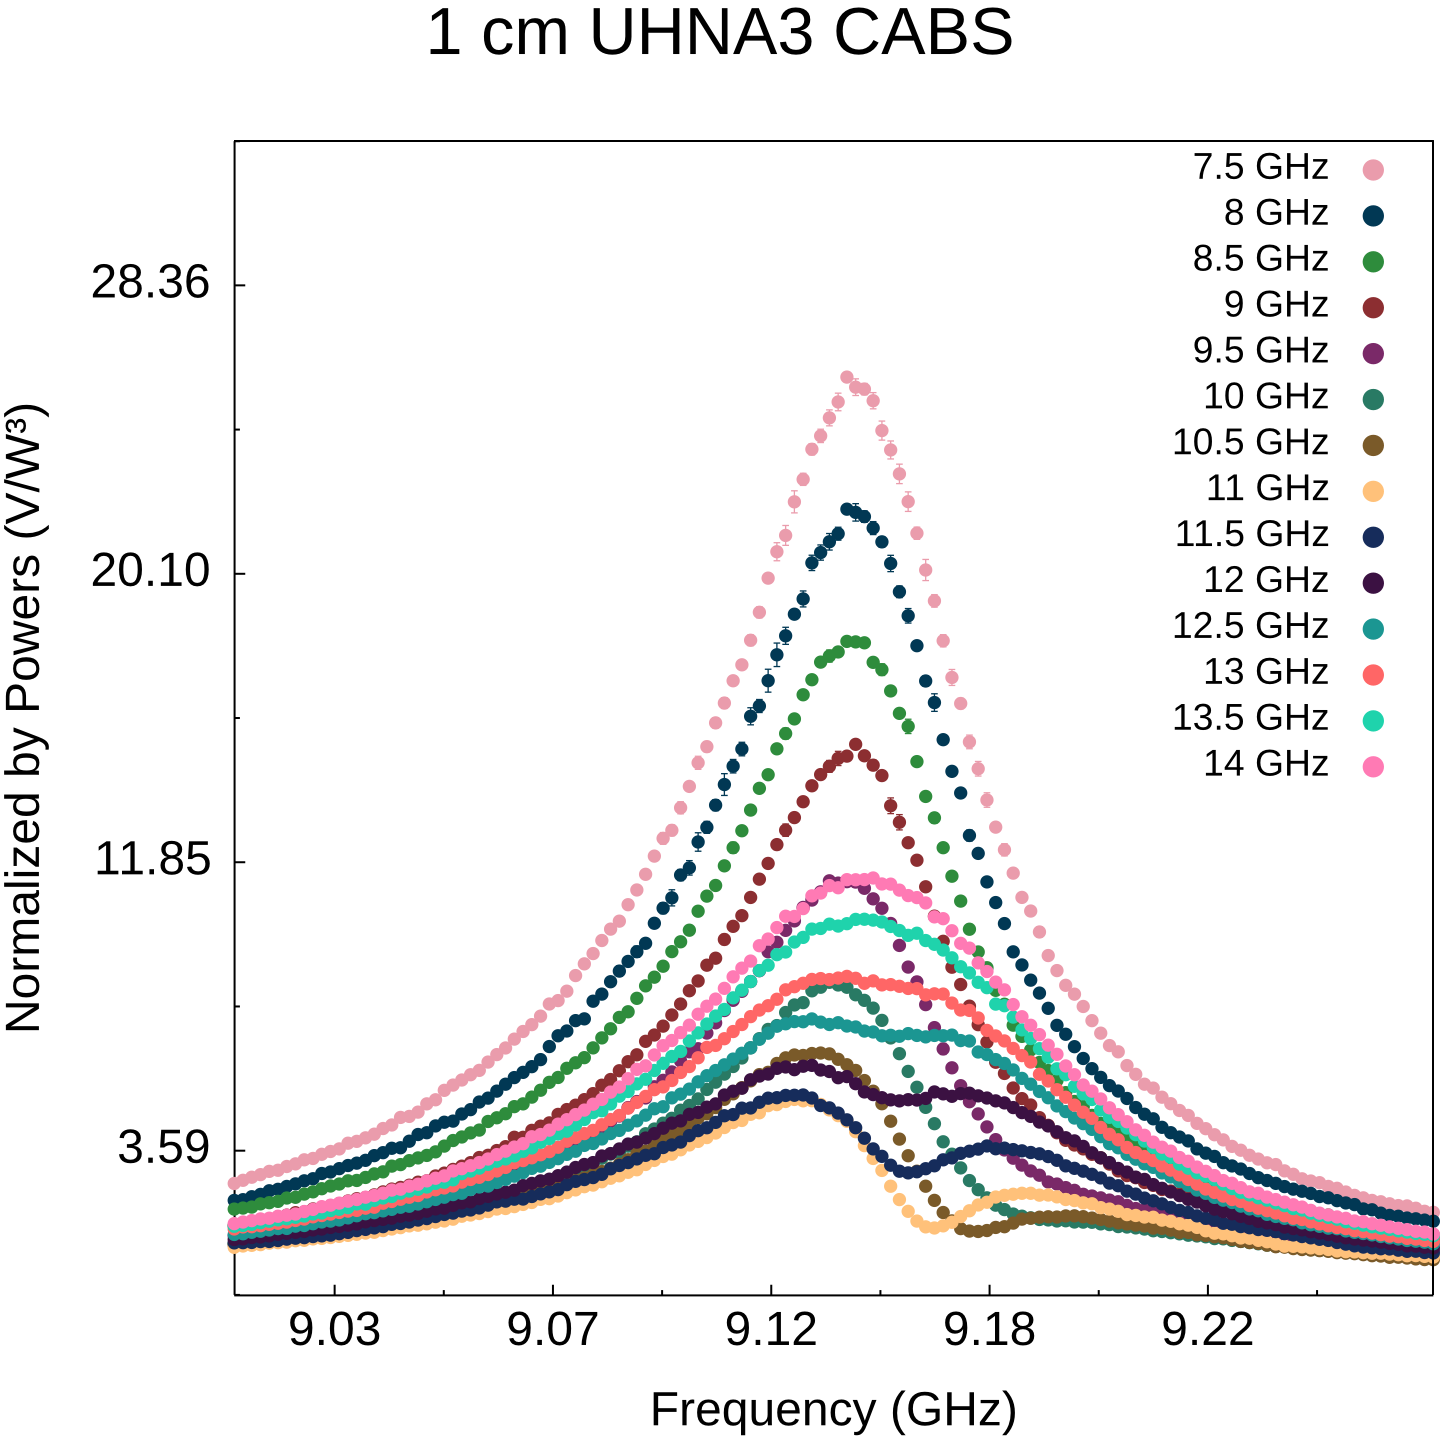 1 cm UHNA3 CABS
7.5 GHz
8 GHz
8.5 GHz
9 GHz
9.5 GHz
10 GHz
10.5 GHz
11 GHz
11.5 GHz
12 GHz
12.5 GHz
13 GHz
13.5 GHz
14 GHz
Normalized by Powers (V/W³)
28.36
20.10
11.85
3.59
9.03
9.07
9.12
9.18
9.22
Frequency (GHz)